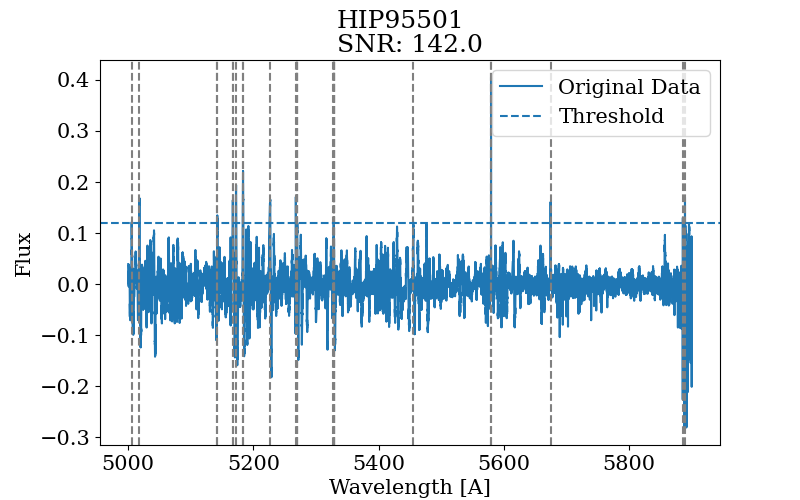 HIP95501
SNR: 142.0
Original Data
Threshold
0.4
0.3
0.2
0.1
0.0
−0.1
−0.2
−0.3
Flux
5000 5200 5400 5600 5800
Wavelength [A]